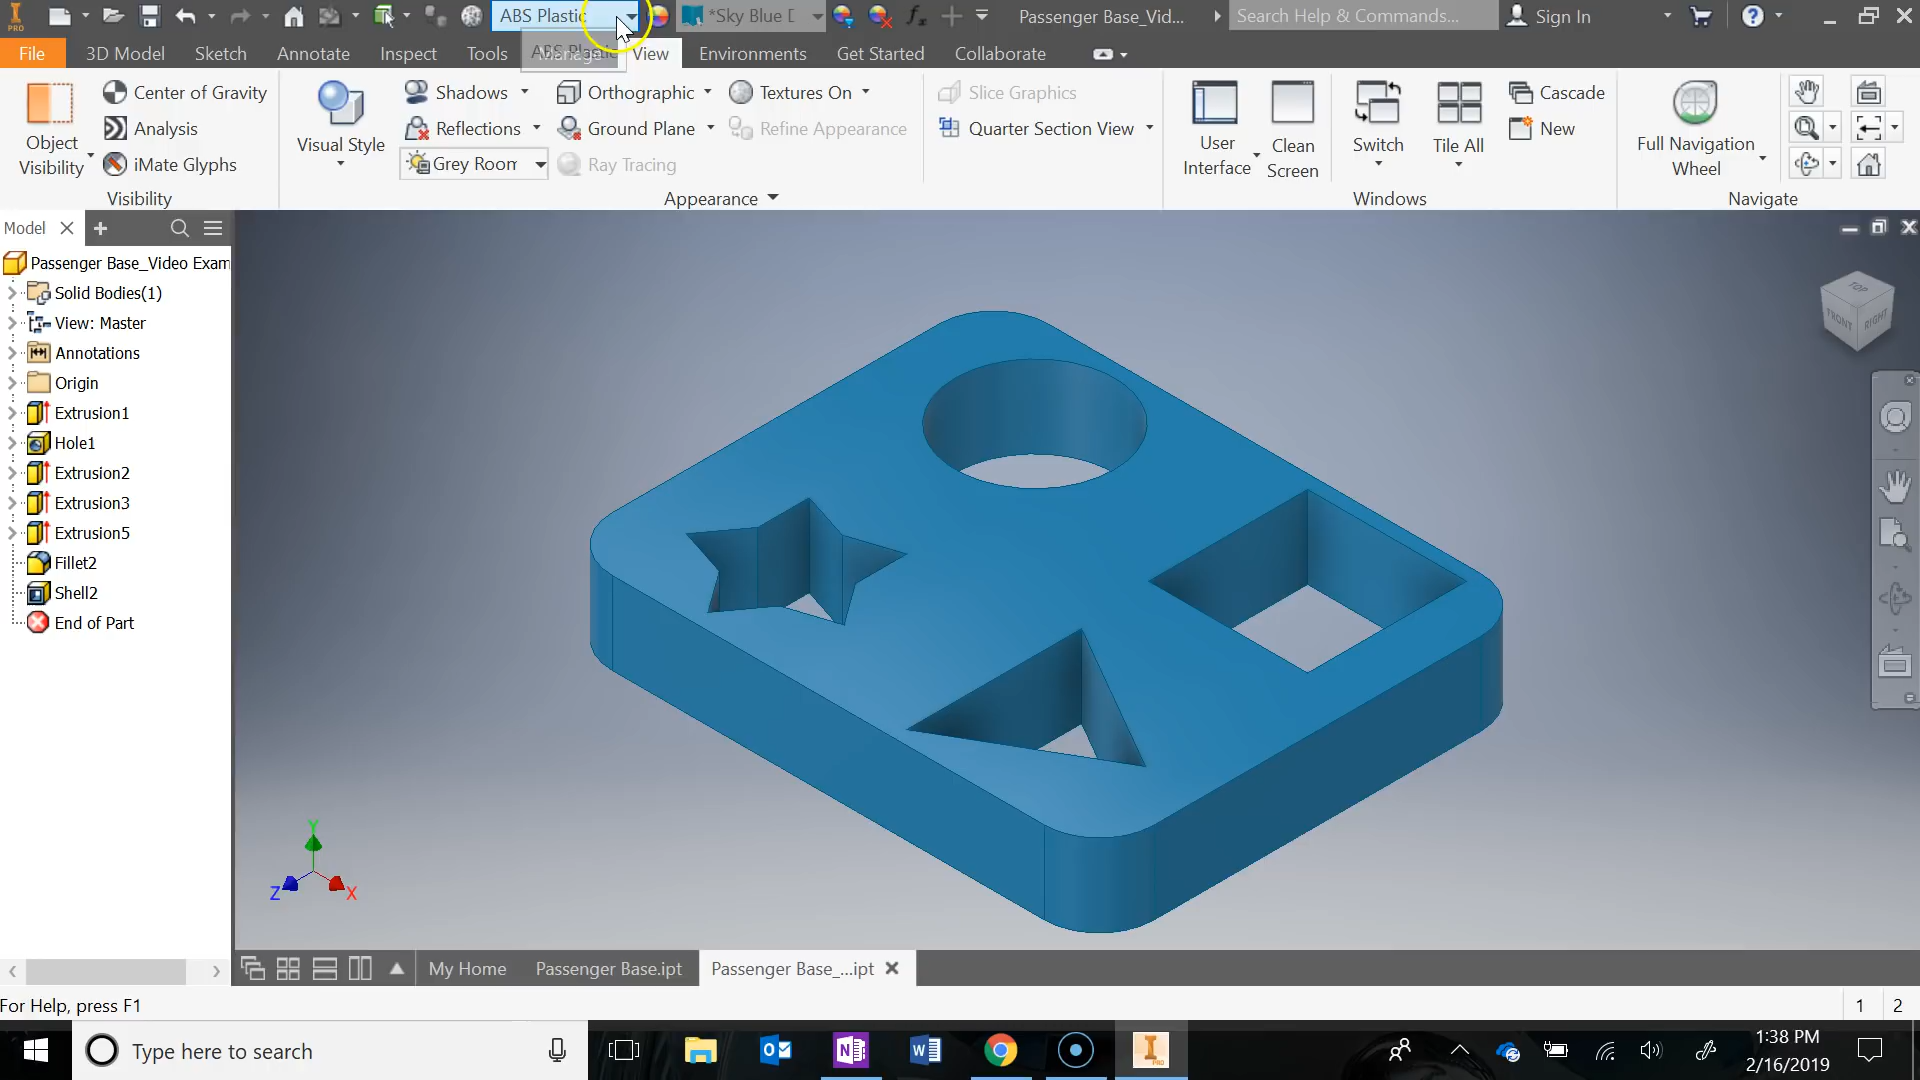 PRO
ABS Plastic
*Sky Blue
Passenger Base_Vid...
Search Help & Commands...
Sign In
File
3D Model
Sketch
Annotate
Inspect
Tools
Manage
View
Environments
Get Started
Collaborate
Object Visibility
Center of Gravity
Analysis
iMate Glyphs
Visual Style
Shadows
Reflections
Grey Room
Orthographic
Ground Plane
Ray Tracing
Textures On
Refine Appearance
Slice Graphics
Quarter Section View
User Interface
Clean Screen
Switch
Tile All
Cascade
New
Full Navigation Wheel
Visibility
Appearance
Windows
Navigate
Model
Passenger Base_Video Exam
Solid Bodies(1)
View: Master
Annotations
Origin
Extrusion1
Hole1
Extrusion2
Extrusion3
Extrusion5
Fillet2
Shell2
End of Part
TOP
FRONT
RIGHT
Y
Z
X
My Home
Passenger Base.ipt
Passenger Base_...ipt
For Help, press F1
1
2
Type here to search
1:38 PM
2/16/2019